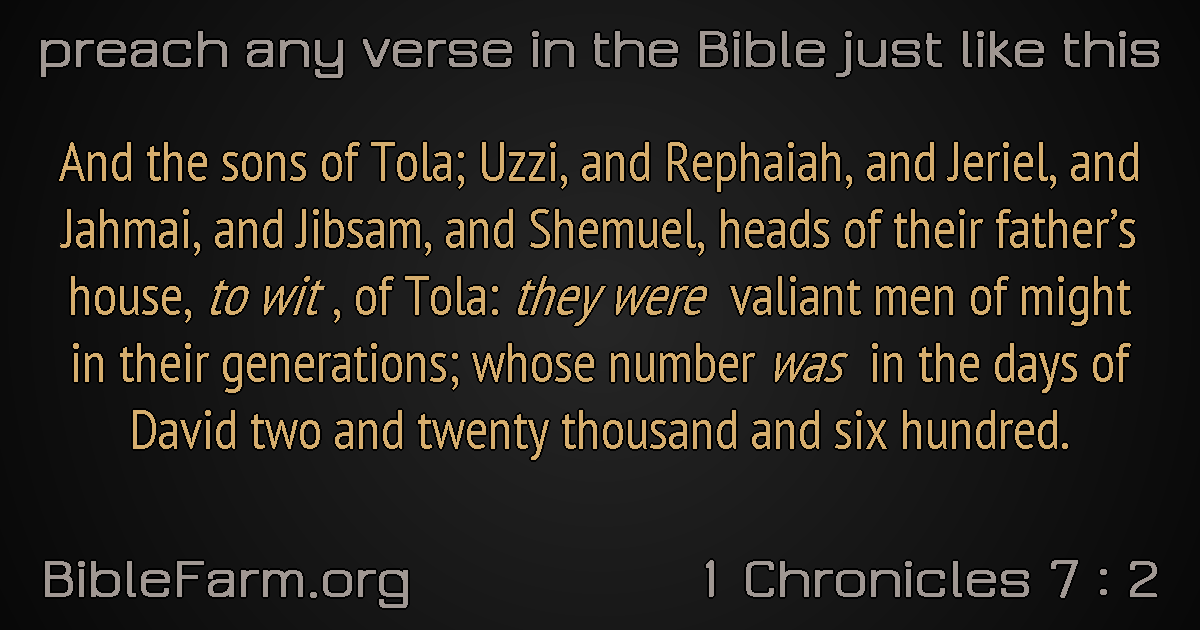 preach any verse in the Bible just like this
And the sons of Tola; Uzzi, and Rephaiah, and Jeriel, and
Jahmai, and Jibsam, and Shemuel, heads of their father’s
house, to wit , of Tola: they were valiant men of might
in their generations; whose number was in the days of
David two and twenty thousand and six hundred.
BibleFarm.org
1 Chronicles 7 : 2